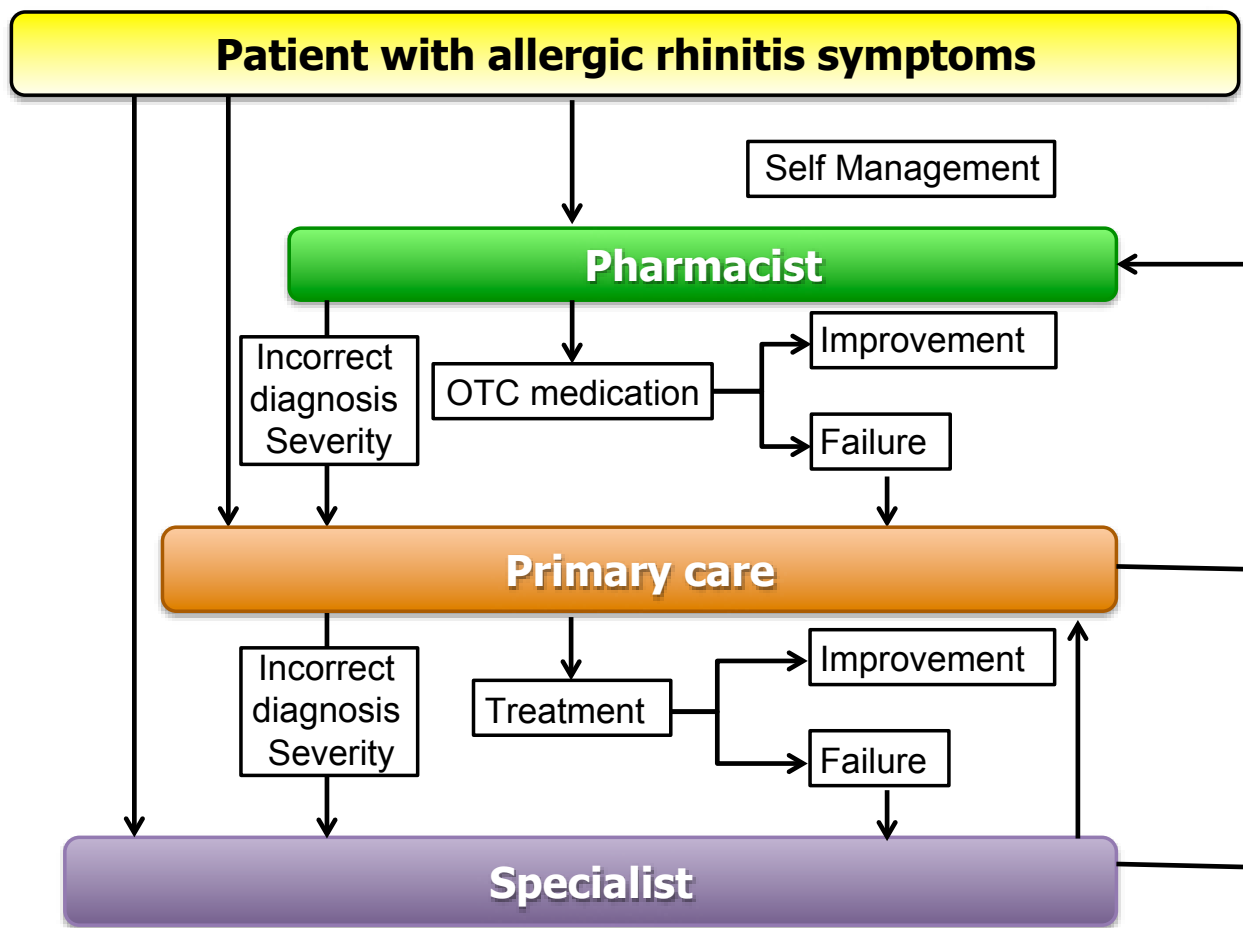 Patient with allergic rhinitis symptoms
Self Management
Pharmacist
Incorrect
diagnosis
Severity
OTC medication
Improvement
Failure
Primary care
Incorrect
diagnosis
Severity
Treatment
Improvement
Failure
Specialist